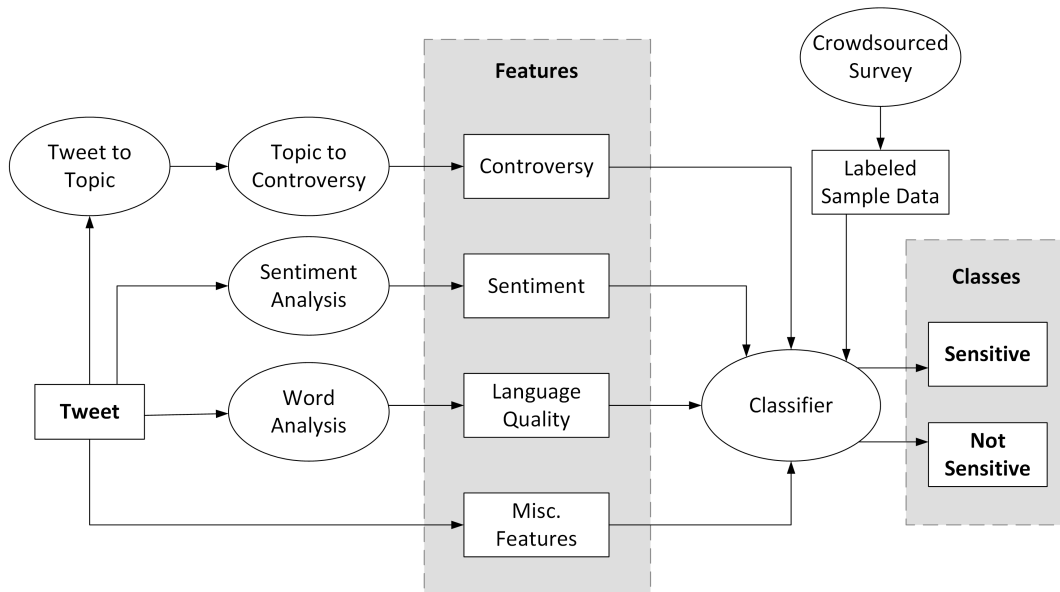 Crowdsourced
Survey
Features
Tweet to
Topic
Topic to
Controversy
Controversy
Labeled
Sample Data
Sentiment
Analysis
Sentiment
Classes
Sensitive
Tweet
Word
Analysis
Language
Quality
Classifier
Not
Sensitive
Misc.
Features